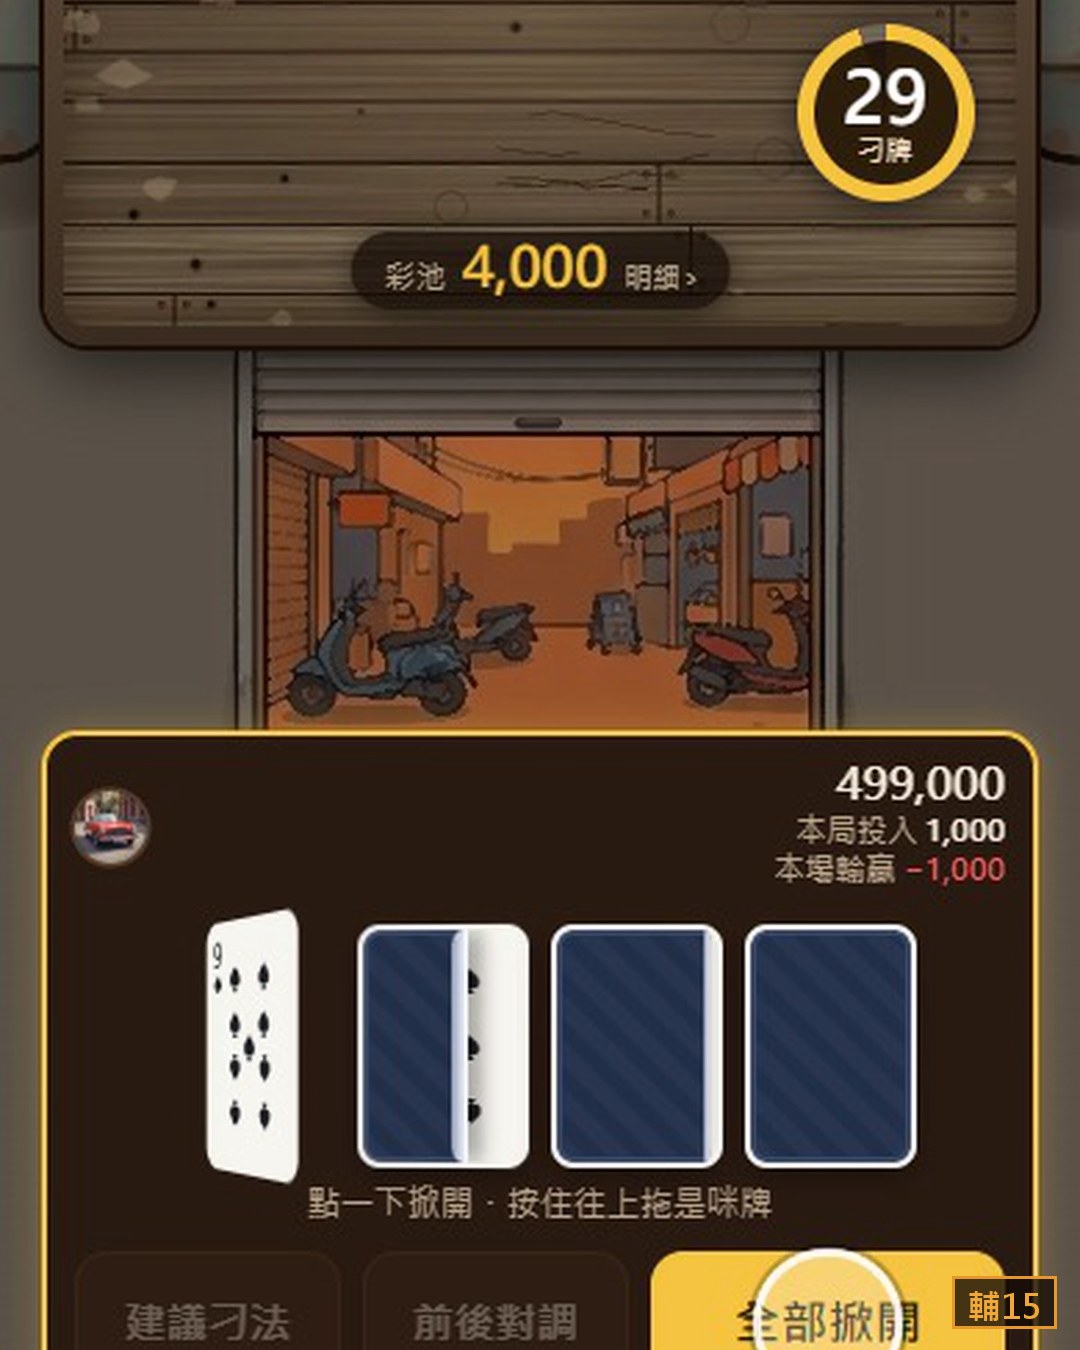 29
刁牌
彩池 4,000 明細›
499,000
本局投入 1,000
本場輸贏 −1,000
9
點一下掀開 · 按住往上拖是咪牌
建議刁法
前後對調
全部掀開
輔15